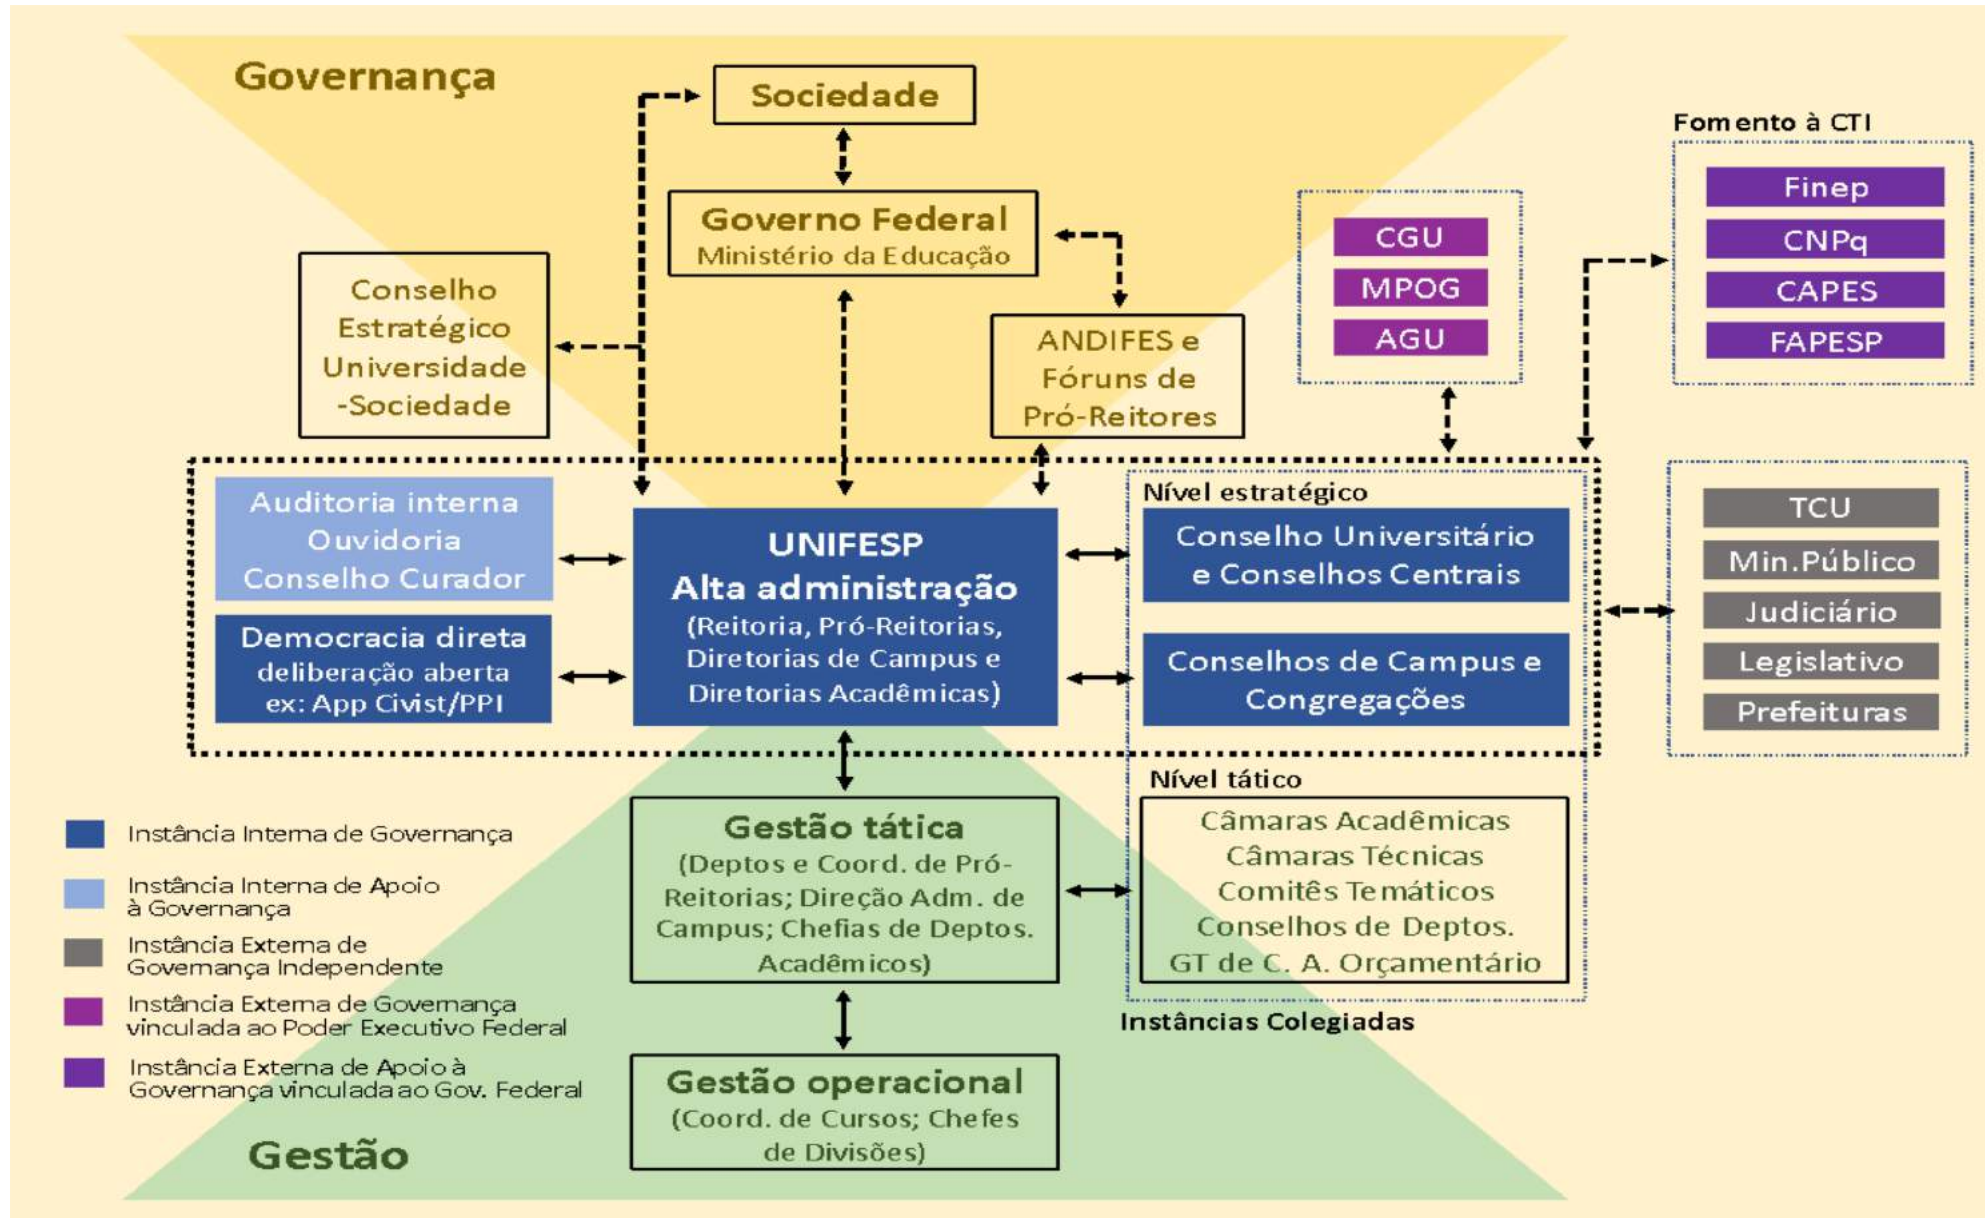 Governança
Sociedade
Governo Federal
Ministério da Educação
Conselho
Estratégico
Universidade
-Sociedade
ANDIFES e
Fóruns de
Pró-Reitores
CGU
MPOG
AGU
Fomento à CTI
Finep
CNPq
CAPES
FAPESP
Auditoria interna
Ouvidoria
Conselho Curador
Democracia direta
deliberação aberta
ex: App Civist/PPI
UNIFESP
Alta administração
(Reitoria, Pró-Reitorias,
Diretorias de Campus e
Diretorias Acadêmicas)
Nível estratégico
Conselho Universitário
e Conselhos Centrais
Conselhos de Campus e
Congregações
TCU
Min.Público
Judiciário
Legislativo
Prefeituras
Nível tático
Câmaras Acadêmicas
Câmaras Técnicas
Comitês Temáticos
Conselhos de Deptos.
GT de C. A. Orçamentário
Instâncias Colegiadas
Gestão tática
(Deptos e Coord. de Pró-
Reitorias; Direção Adm. de
Campus; Chefias de Deptos.
Acadêmicos)
Gestão operacional
(Coord. de Cursos; Chefes
de Divisões)
Instância Interna de Governança
Instância Interna de Apoio
à Governança
Instância Externa de
Governança Independente
Instância Externa de Governança
vinculada ao Poder Executivo Federal
Instância Externa de Apoio à
Governança vinculada ao Gov. Federal
Gestão